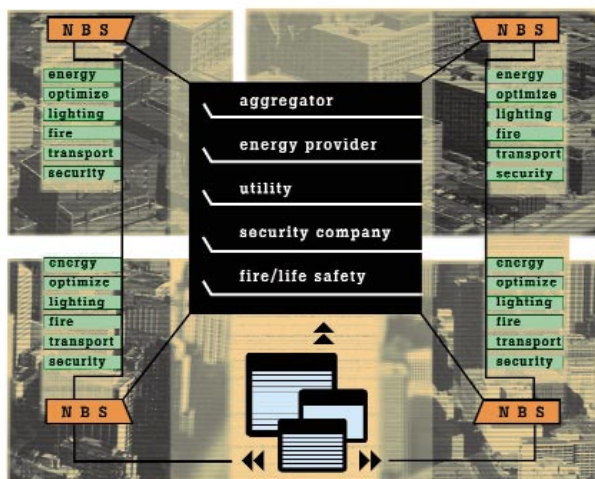 N B S
energy
optimize
lighting
fire
transport
security
aggregator
energy provider
utility
security company
fire/life safety
N B S
energy
optimize
lighting
fire
transport
security
energy
optimize
lighting
fire
transport
security
N B S
energy
optimize
lighting
fire
transport
security
N B S